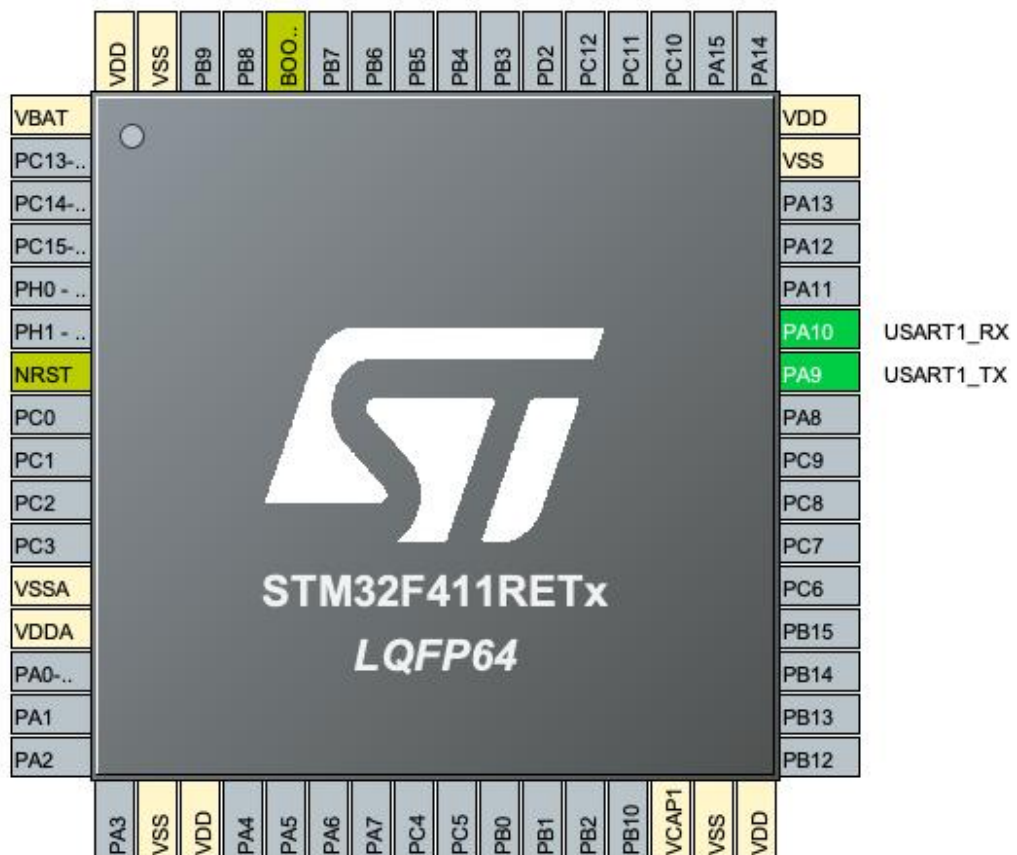 VDD
VSS
PB9
PB8
BOO..
PB7
PB6
PB5
PB4
PB3
PD2
PC12
PC11
PC10
PA15
PA14
VBAT
PC13-..
PC14-..
PC15-..
PH0 - ..
PH1 - ..
NRST
PC0
PC1
PC2
PC3
VSSA
VDDA
PA0-..
PA1
PA2
VDD
VSS
PA13
PA12
PA11
PA10 USART1_RX
PA9 USART1_TX
PA8
PC9
PC8
PC7
PC6
PB15
PB14
PB13
PB12
ST
STM32F411RETx
LQFP64
PA3
VSS
VDD
PA4
PA5
PA6
PA7
PC4
PC5
PB0
PB1
PB2
PB10
VCAP1
VSS
VDD